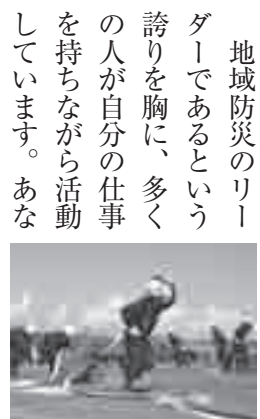 地域防災のリー
ダーであるという
誇りを胸に、多く
の人が自分の仕事
を持ちながら活動
しています。あな